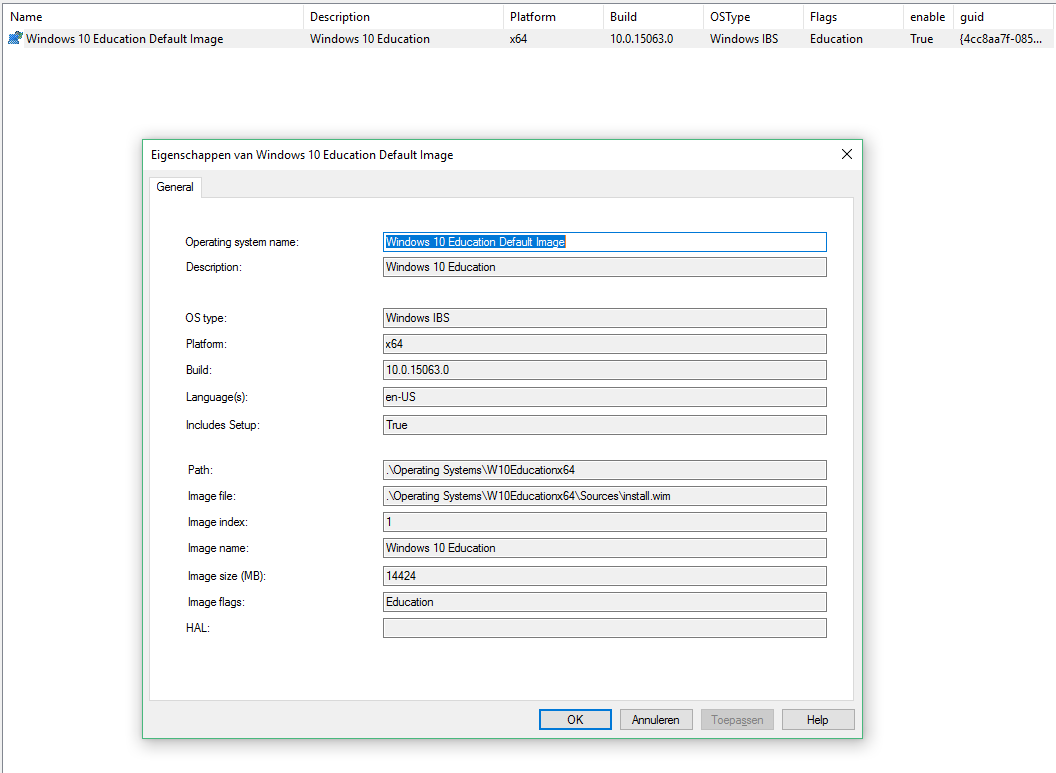 Name Description Platform Build OSType Flags enable guid
Windows 10 Education Default Image Windows 10 Education x64 10.0.15063.0 Windows IBS Education True {4cc8aa7f-085...
Eigenschappen van Windows 10 Education Default Image
General
Operating system name: Windows 10 Education Default Image
Description: Windows 10 Education
OS type: Windows IBS
Platform: x64
Build: 10.0.15063.0
Language(s): en-US
Includes Setup: True
Path: .\Operating Systems\W10Educationx64
Image file: .\Operating Systems\W10Educationx64\Sources\install.wim
Image index: 1
Image name: Windows 10 Education
Image size (MB): 14424
Image flags: Education
HAL:
OK Annuleren Toepassen Help